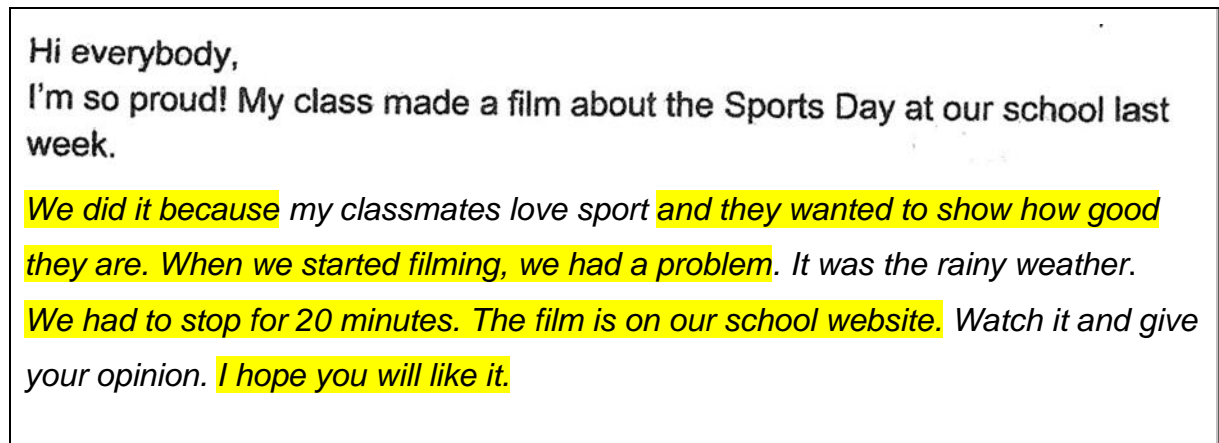 Hi everybody,
I'm so proud! My class made a film about the Sports Day at our school last
week.
We did it because my classmates love sport and they wanted to show how good
they are. When we started filming, we had a problem. It was the rainy weather.
We had to stop for 20 minutes. The film is on our school website. Watch it and give
your opinion. I hope you will like it.